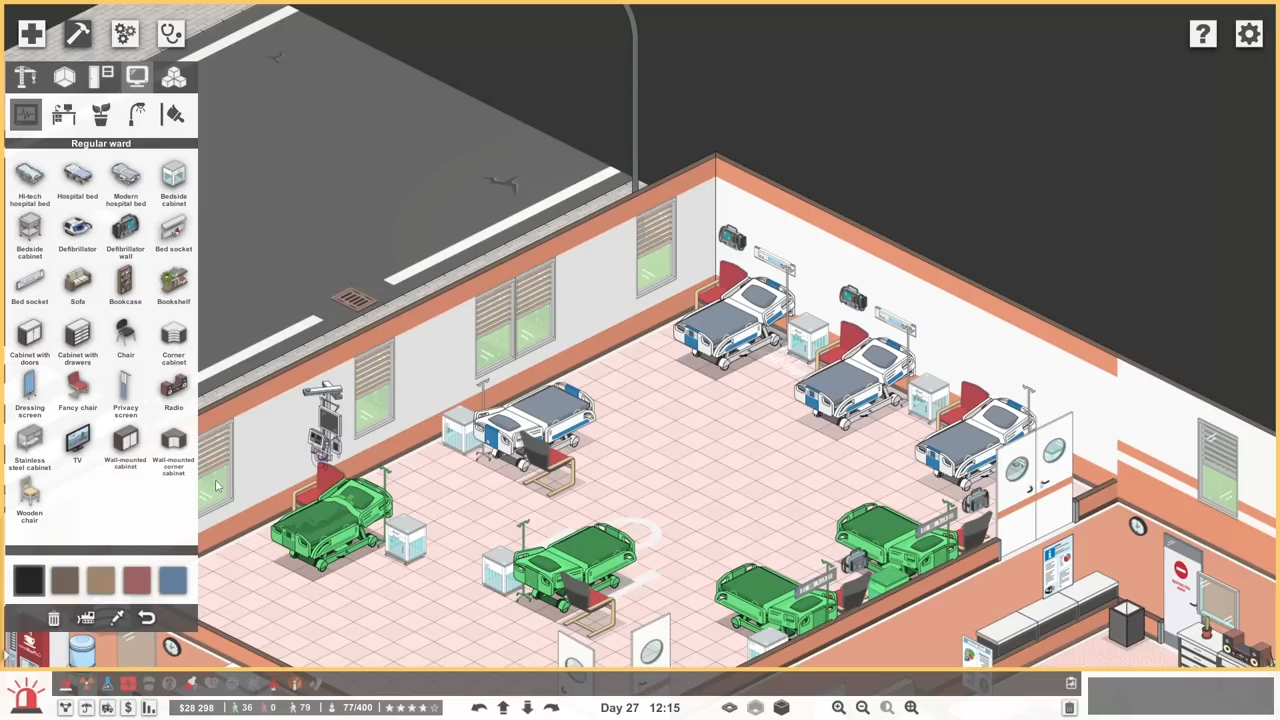 ?
Regular ward
Hi-tech hospital bed
Hospital bed
Modern hospital bed
Bedside cabinet
Bedside cabinet
Defibrillator
Defibrillator wall
Bed socket
Bed socket
Sofa
Bookcase
Bookshelf
Cabinet with doors
Cabinet with drawers
Chair
Corner cabinet
Dressing screen
Fancy chair
Privacy screen
Radio
Stainless steel cabinet
TV
Wall-mounted cabinet
Wall-mounted corner cabinet
Wooden chair
$28 298
36
0
79
77/400
Day 27 12:15